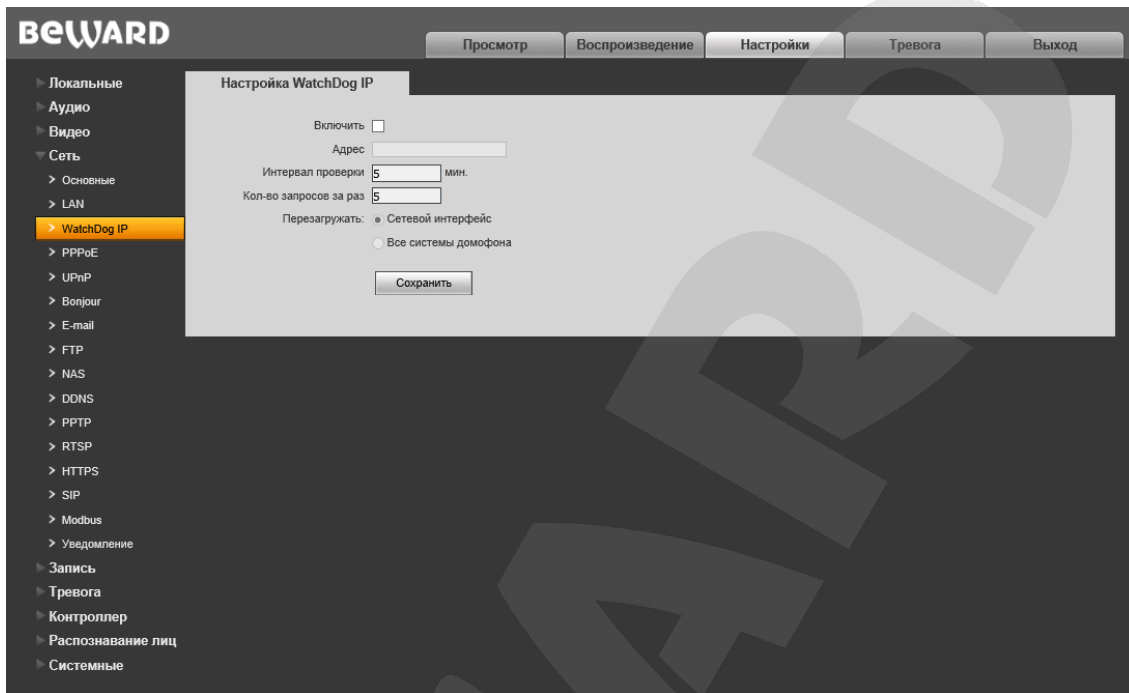 BEWARD
Просмотр
Воспроизведение
Настройки
Тревога
Выход
Локальные
Аудио
Видео
Сеть
> Основные
> LAN
> WatchDog IP
> PPPoE
> UPnP
> Bonjour
> E-mail
> FTP
> NAS
> DDNS
> PPTP
> RTSP
> HTTPS
> SIP
> Modbus
> Уведомление
Запись
Тревога
Контроллер
Распознавание лиц
Системные
Настройка WatchDog IP
Включить
Адрес
Интервал проверки 5 мин.
Кол-во запросов за раз 5
Перезагружать: Сетевой интерфейс
Все системы домофона
Сохранить